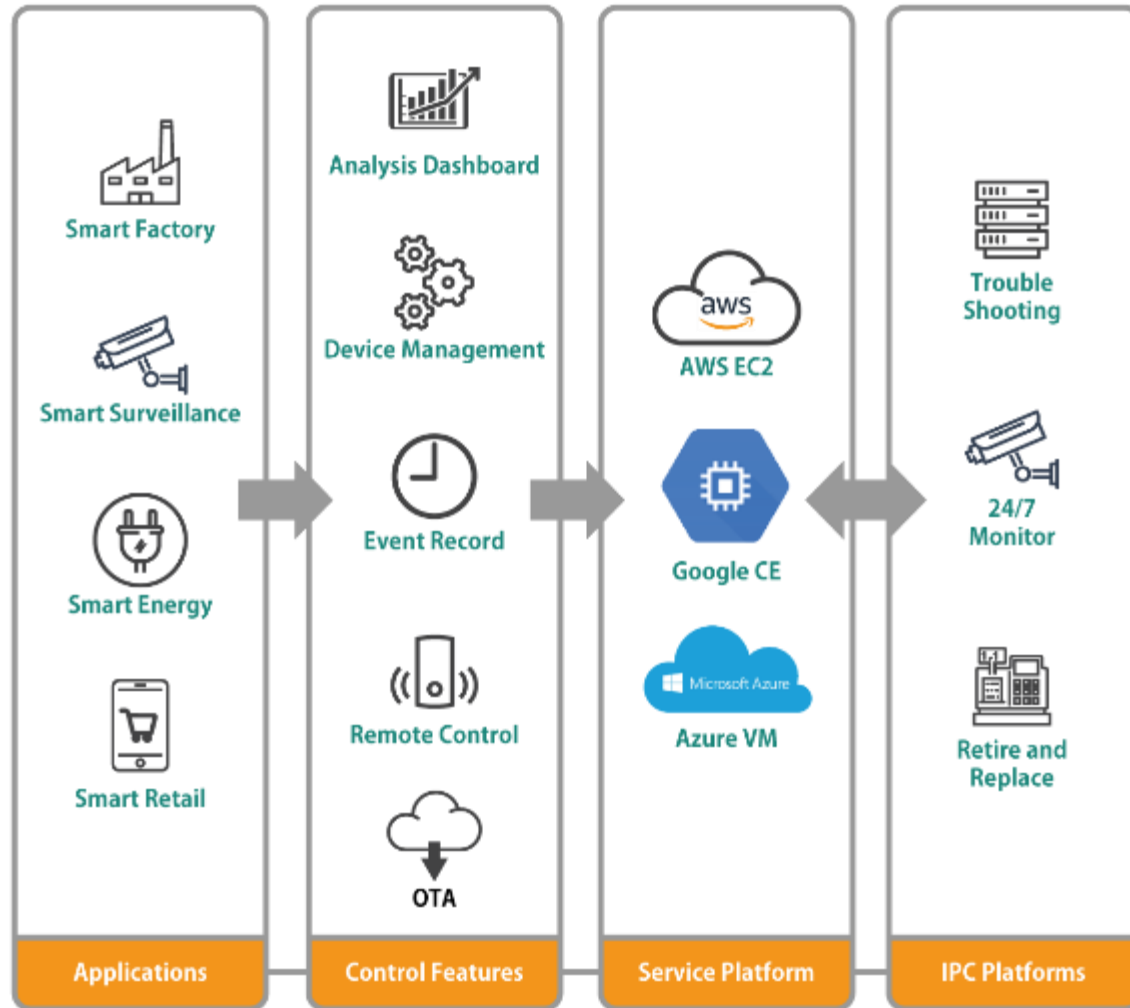 Smart Factory
Smart Surveillance
Smart Energy
Smart Retail
Applications
Analysis Dashboard
Device Management
Event Record
Remote Control
OTA
Control Features
aws
AWS EC2
Google CE
Microsoft Azure
Azure VM
Service Platform
Trouble
Shooting
24/7
Monitor
Retire and
Replace
IPC Platforms